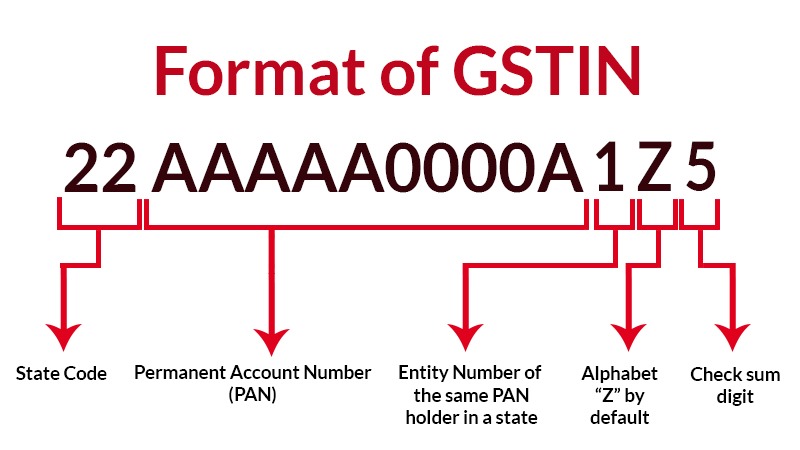 Format of GSTIN
22 AAAAA0000A 1 Z 5
State Code
Permanent Account Number
(PAN)
Entity Number of
the same PAN
holder in a state
Alphabet
“Z” by
default
Check sum
digit